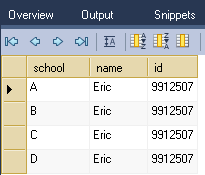 Overview Output Snippets
school name id
A Eric 9912507
B Eric 9912507
C Eric 9912507
D Eric 9912507